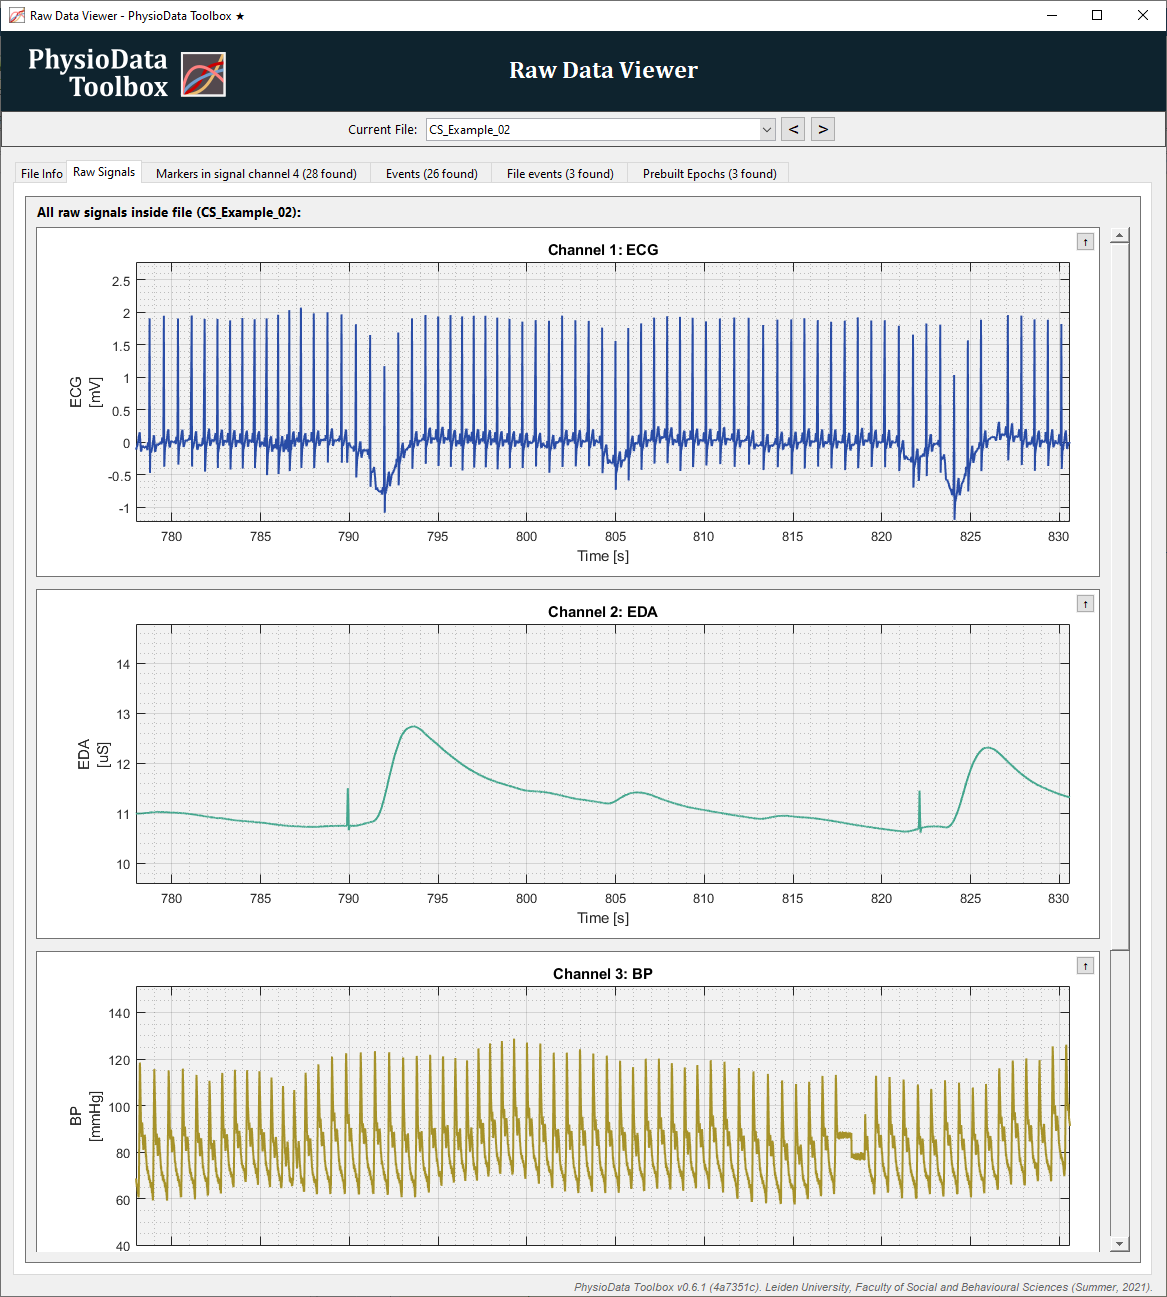 Raw Data Viewer - PhysioData Toolbox ★
PhysioData
Toolbox
Raw Data Viewer
Current File: CS_Example_02 < >
File Info Raw Signals Markers in signal channel 4 (28 found) Events (26 found) File events (3 found) Prebuilt Epochs (3 found)
All raw signals inside file (CS_Example_02):
Channel 1: ECG
↑
2.5
2
1.5
1
0.5
0
-0.5
-1
ECG
[mV]
780 785 790 795 800 805 810 815 820 825 830
Time [s]
Channel 2: EDA
↑
14
13
12
11
10
EDA
[uS]
780 785 790 795 800 805 810 815 820 825 830
Time [s]
Channel 3: BP
↑
140
120
100
80
60
40
BP
[mmHg]
PhysioData Toolbox v0.6.1 (4a7351c). Leiden University, Faculty of Social and Behavioural Sciences (Summer, 2021).